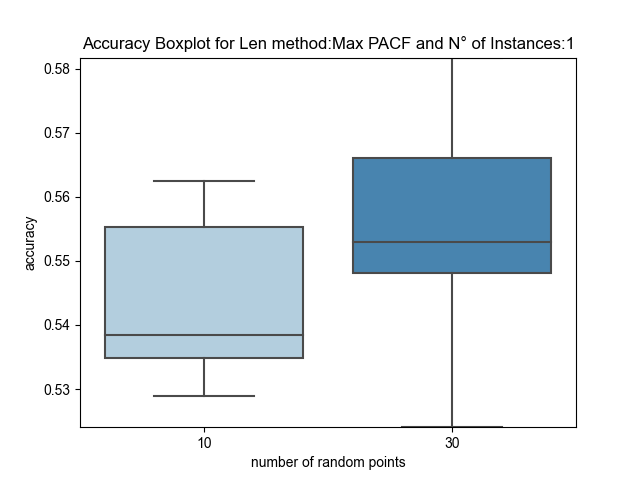 Accuracy Boxplot for Len method:Max PACF and N° of Instances:1
0.58
0.57
0.56
0.55
0.54
0.53
accuracy
10 30
number of random points